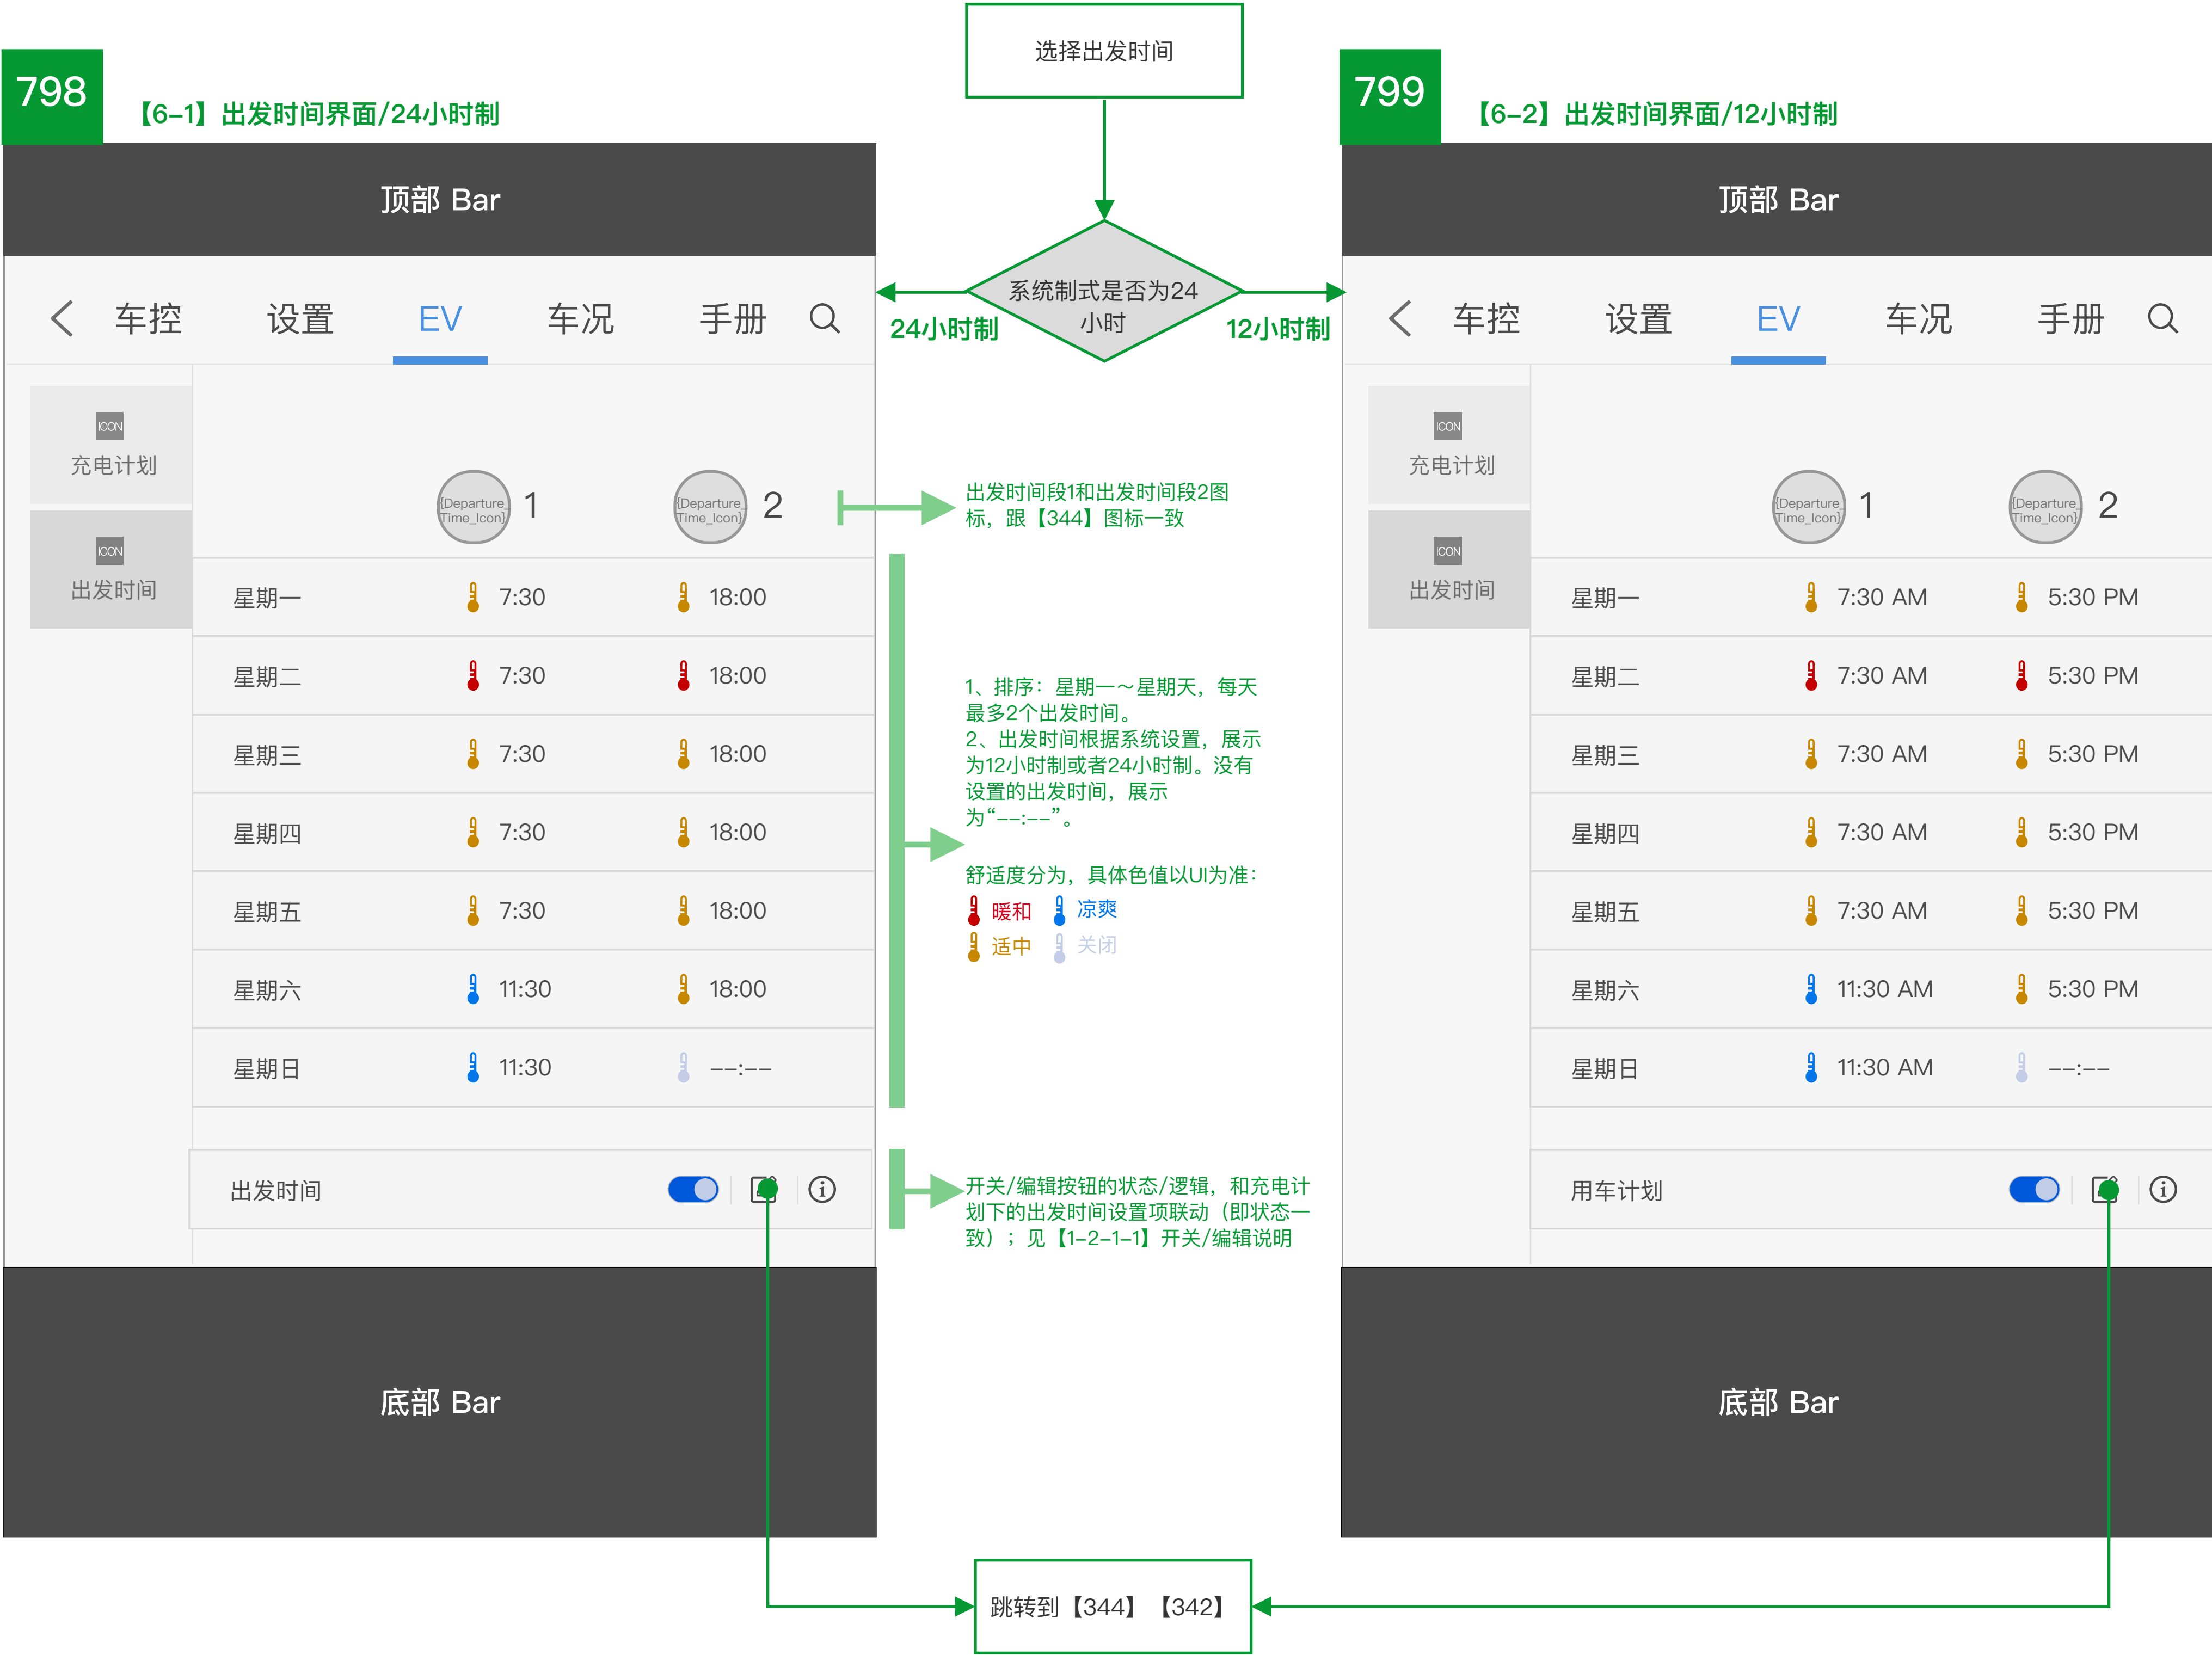 选择出发时间
798
【6-1】出发时间界面/24小时制
799
【6-2】出发时间界面/12小时制
顶部 Bar
车控
设置
EV
车况
手册
ICON
充电计划
ICON
出发时间
{Departure_
Time_Icon}
1
{Departure_
Time_Icon}
2
星期一 7:30 18:00
星期二 7:30 18:00
星期三 7:30 18:00
星期四 7:30 18:00
星期五 7:30 18:00
星期六 11:30 18:00
星期日 11:30 --:--
出发时间
底部 Bar
系统制式是否为24
小时
24小时制
12小时制
出发时间段1和出发时间段2图
标，跟【344】图标一致
1、排序：星期一～星期天，每天
最多2个出发时间。
2、出发时间根据系统设置，展示
为12小时制或者24小时制。没有
设置的出发时间，展示
为“--:--”。
舒适度分为，具体色值以UI为准：
暖和 凉爽
适中 关闭
开关/编辑按钮的状态/逻辑，和充电计
划下的出发时间设置项联动（即状态一
致）；见【1-2-1-1】开关/编辑说明
顶部 Bar
车控
设置
EV
车况
手册
ICON
充电计划
ICON
出发时间
{Departure_
Time_Icon}
1
{Departure_
Time_Icon}
2
星期一 7:30 AM 5:30 PM
星期二 7:30 AM 5:30 PM
星期三 7:30 AM 5:30 PM
星期四 7:30 AM 5:30 PM
星期五 7:30 AM 5:30 PM
星期六 11:30 AM 5:30 PM
星期日 11:30 AM --:--
用车计划
底部 Bar
跳转到【344】【342】